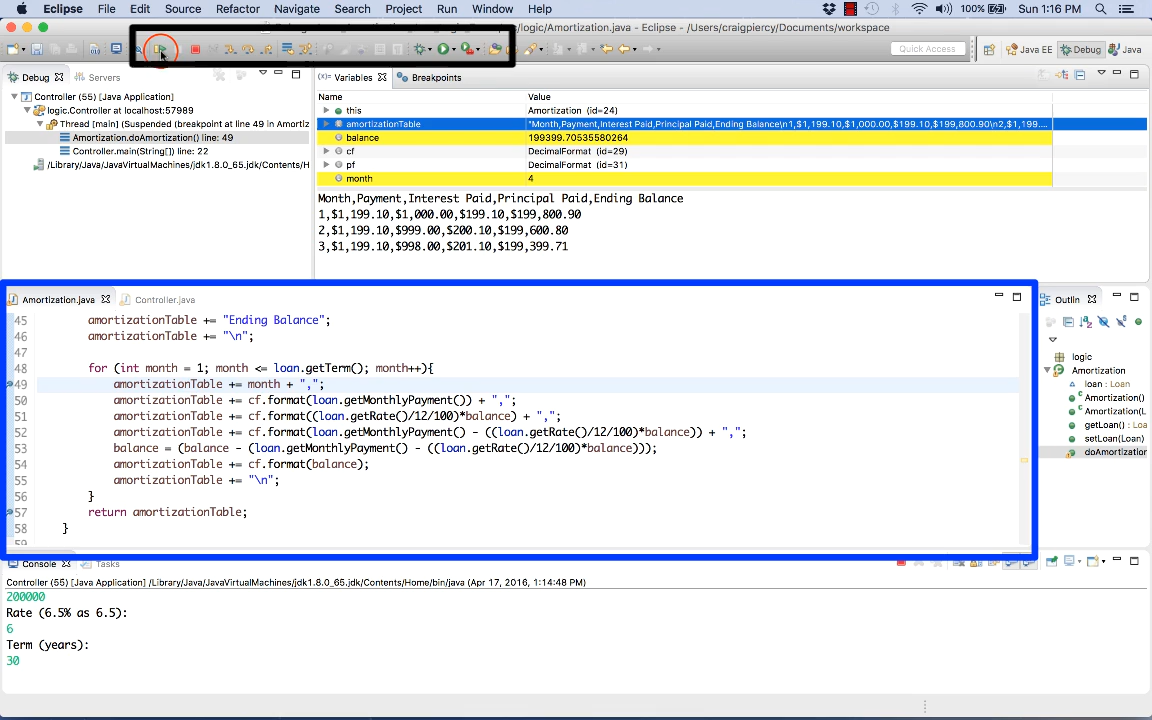 Eclipse File Edit Source Refactor Navigate Search Project Run Window Help 100% Sun 1:16 PM
/logic/Amortization.java - Eclipse - /Users/craigpiercy/Documents/workspace
Quick Access Java EE Debug Java
Debug Servers
Controller (55) [Java Application]
logic.Controller at localhost:57989
Thread [main] (Suspended (breakpoint at line 49 in Amortiz
Amortization.doAmortization() line: 49
Controller.main(String[]) line: 22
/Library/Java/JavaVirtualMachines/jdk1.8.0_65.jdk/Contents/H
(x)= Variables Breakpoints
Name Value
this Amortization (id=24)
amortizationTable "Month,Payment,Interest Paid,Principal Paid,Ending Balance\n1,$1,199.10,$1,000.00,$199.10,$199,800.90\n2,$1,199....
balance 199399.70535580264
cf DecimalFormat (id=29)
pf DecimalFormat (id=31)
month 4
Month,Payment,Interest Paid,Principal Paid,Ending Balance
1,$1,199.10,$1,000.00,$199.10,$199,800.90
2,$1,199.10,$999.00,$200.10,$199,600.80
3,$1,199.10,$998.00,$201.10,$199,399.71
Amortization.java Controller.java
45 amortizationTable += "Ending Balance";
46 amortizationTable += "\n";
47
48 for (int month = 1; month <= loan.getTerm(); month++){
49 amortizationTable += month + ",";
50 amortizationTable += cf.format(loan.getMonthlyPayment()) + ",";
51 amortizationTable += cf.format((loan.getRate()/12/100)*balance) + ",";
52 amortizationTable += cf.format(loan.getMonthlyPayment() - ((loan.getRate()/12/100)*balance)) + ",";
53 balance = (balance - (loan.getMonthlyPayment() - ((loan.getRate()/12/100)*balance)));
54 amortizationTable += cf.format(balance);
55 amortizationTable += "\n";
56 }
57 return amortizationTable;
58 }
59
Outlin
logic
Amortization
loan : Loan
Amortization()
Amortization(L
getLoan() : Loa
setLoan(Loan)
doAmortization
Console Tasks
Controller (55) [Java Application] /Library/Java/JavaVirtualMachines/jdk1.8.0_65.jdk/Contents/Home/bin/java (Apr 17, 2016, 1:14:48 PM)
200000
Rate (6.5% as 6.5):
6
Term (years):
30